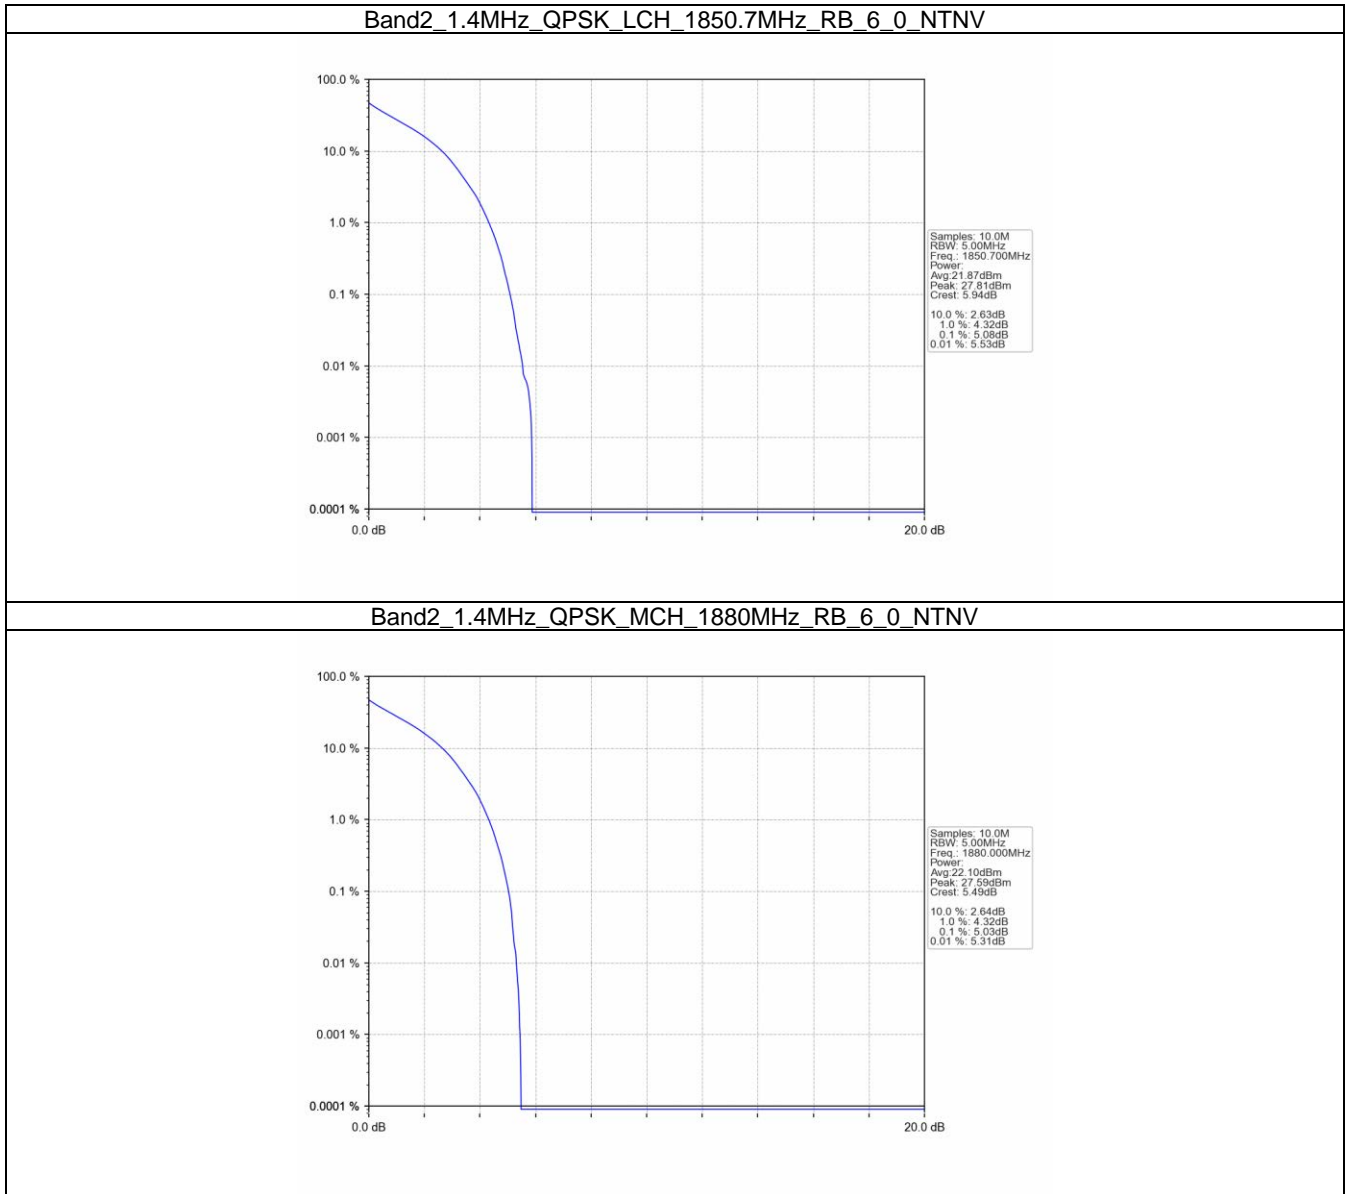 Band2_1.4MHz_QPSK_LCH_1850.7MHz_RB_6_0_NTNV
100.0 %
10.0 %
1.0 %
0.1 %
0.01 %
0.001 %
0.0001 %
0.0 dB
20.0 dB
Samples: 10.0M
RBW: 5.00MHz
Freq.: 1850.700MHz
Power:
Avg:21.87dBm
Peak: 27.81dBm
Crest: 5.94dB
10.0 %: 2.63dB
1.0 %: 4.32dB
0.1 %: 5.08dB
0.01 %: 5.53dB
Band2_1.4MHz_QPSK_MCH_1880MHz_RB_6_0_NTNV
100.0 %
10.0 %
1.0 %
0.1 %
0.01 %
0.001 %
0.0001 %
0.0 dB
20.0 dB
Samples: 10.0M
RBW: 5.00MHz
Freq.: 1880.000MHz
Power:
Avg:22.10dBm
Peak: 27.59dBm
Crest: 5.49dB
10.0 %: 2.64dB
1.0 %: 4.32dB
0.1 %: 5.03dB
0.01 %: 5.31dB